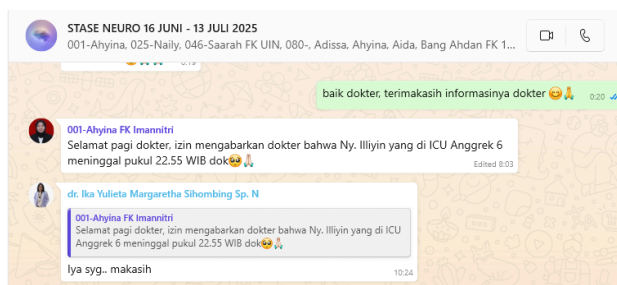 STASE NEURO 16 JUNI - 13 JULI 2025
001-Ahyina, 025-Naily, 046-Saarah FK UIN, 080-, Adissa, Ahyina, Aida, Bang Ahdan FK 1...
baik dokter, terimakasih informasinya dokter 😊🙏 0:20
001-Ahyina FK Imannitri
Selamat pagi dokter, izin mengabarkan dokter bahwa Ny. Illiyin yang di ICU Anggrek 6
meninggal pukul 22.55 WIB dok🥺🙏🏻
Edited 8:03
dr. Ika Yulieta Margaretha Sihombing Sp. N
001-Ahyina FK Imannitri
Selamat pagi dokter, izin mengabarkan dokter bahwa Ny. Illiyin yang di ICU
Anggrek 6 meninggal pukul 22.55 WIB dok🥺🙏🏻
Iya syg.. makasih
10:24